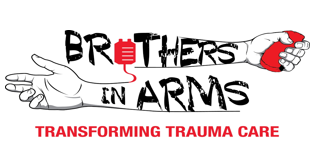 BROTHERS
IN ARMS
TRANSFORMING TRAUMA CARE